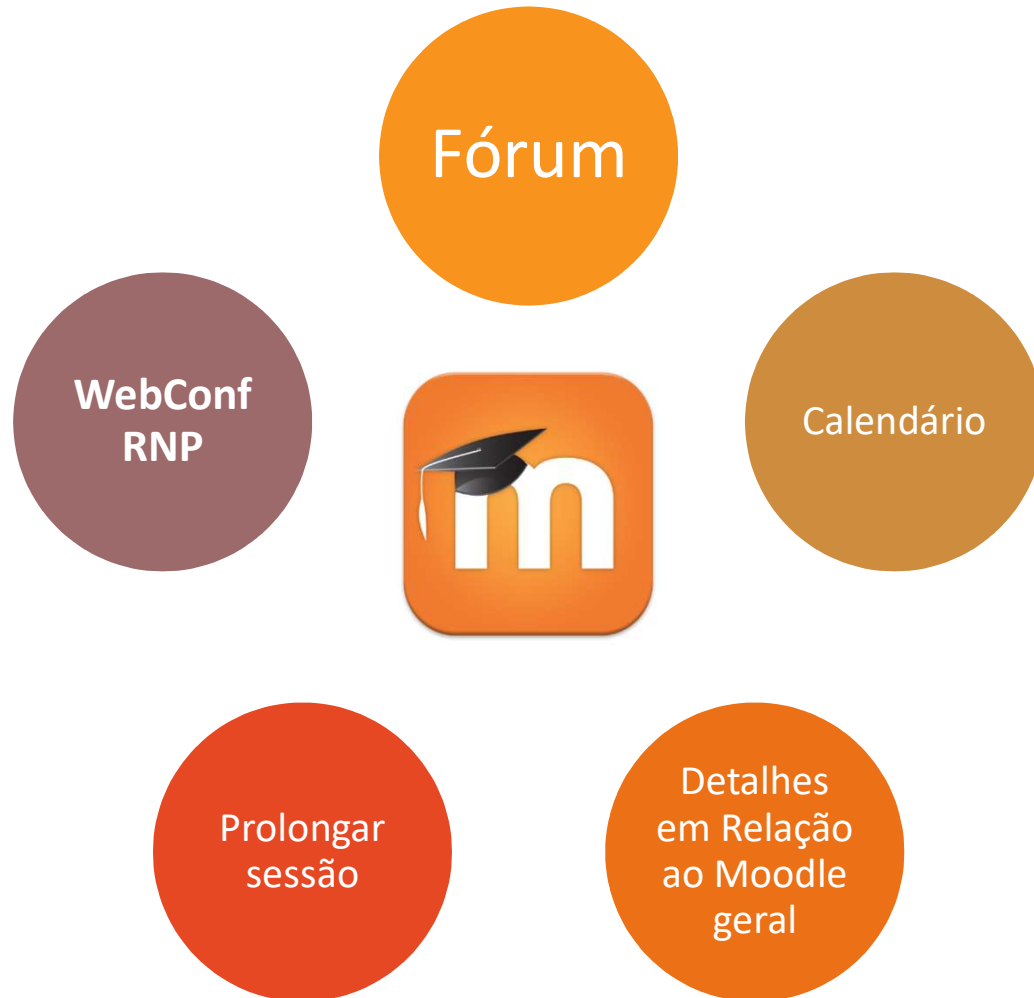 Fórum
WebConf
RNP
Calendário
m
Prolongar
sessão
Detalhes
em Relação
ao Moodle
geral